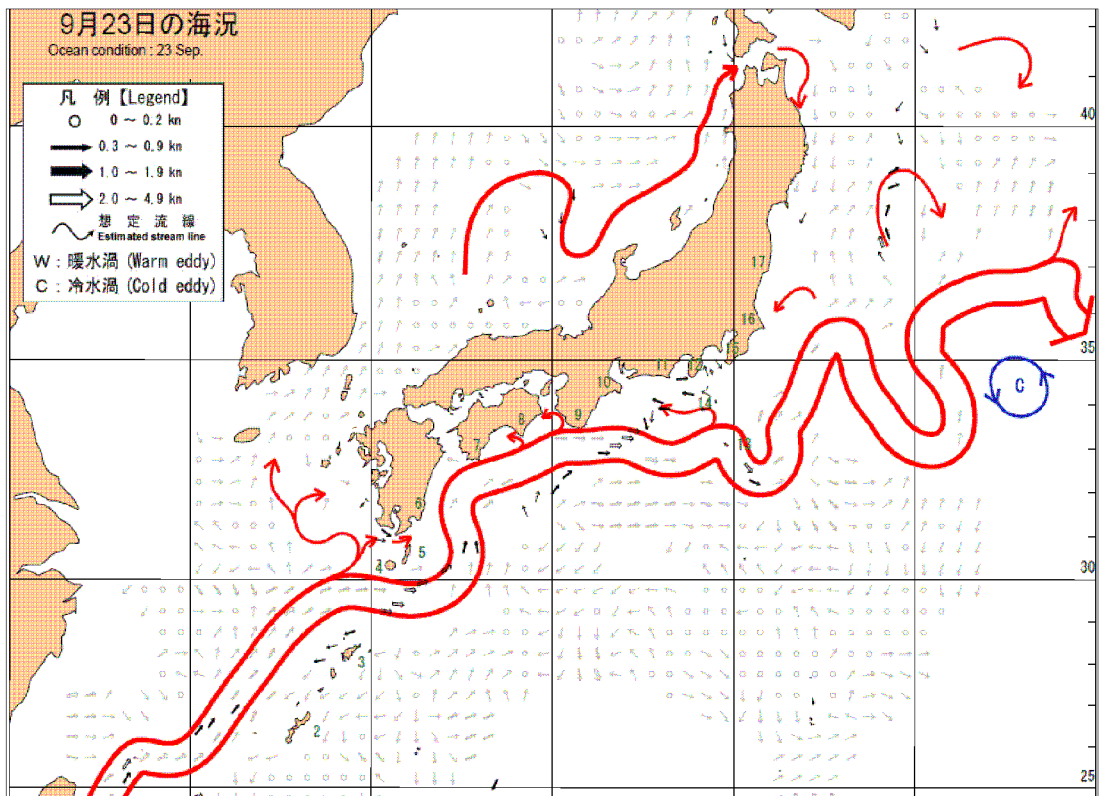 9月23日の海況
Ocean condition : 23 Sep.
凡 例【Legend】
0 ～ 0.2 kn
0.3 ～ 0.9 kn
1.0 ～ 1.9 kn
2.0 ～ 4.9 kn
想 定 流 線
Estimated stream line
W : 暖水渦 (Warm eddy)
C : 冷水渦 (Cold eddy)
40
17
16
15
35
12
11
10
C
14
9
8
7
13
6
5
4
30
3
2
25